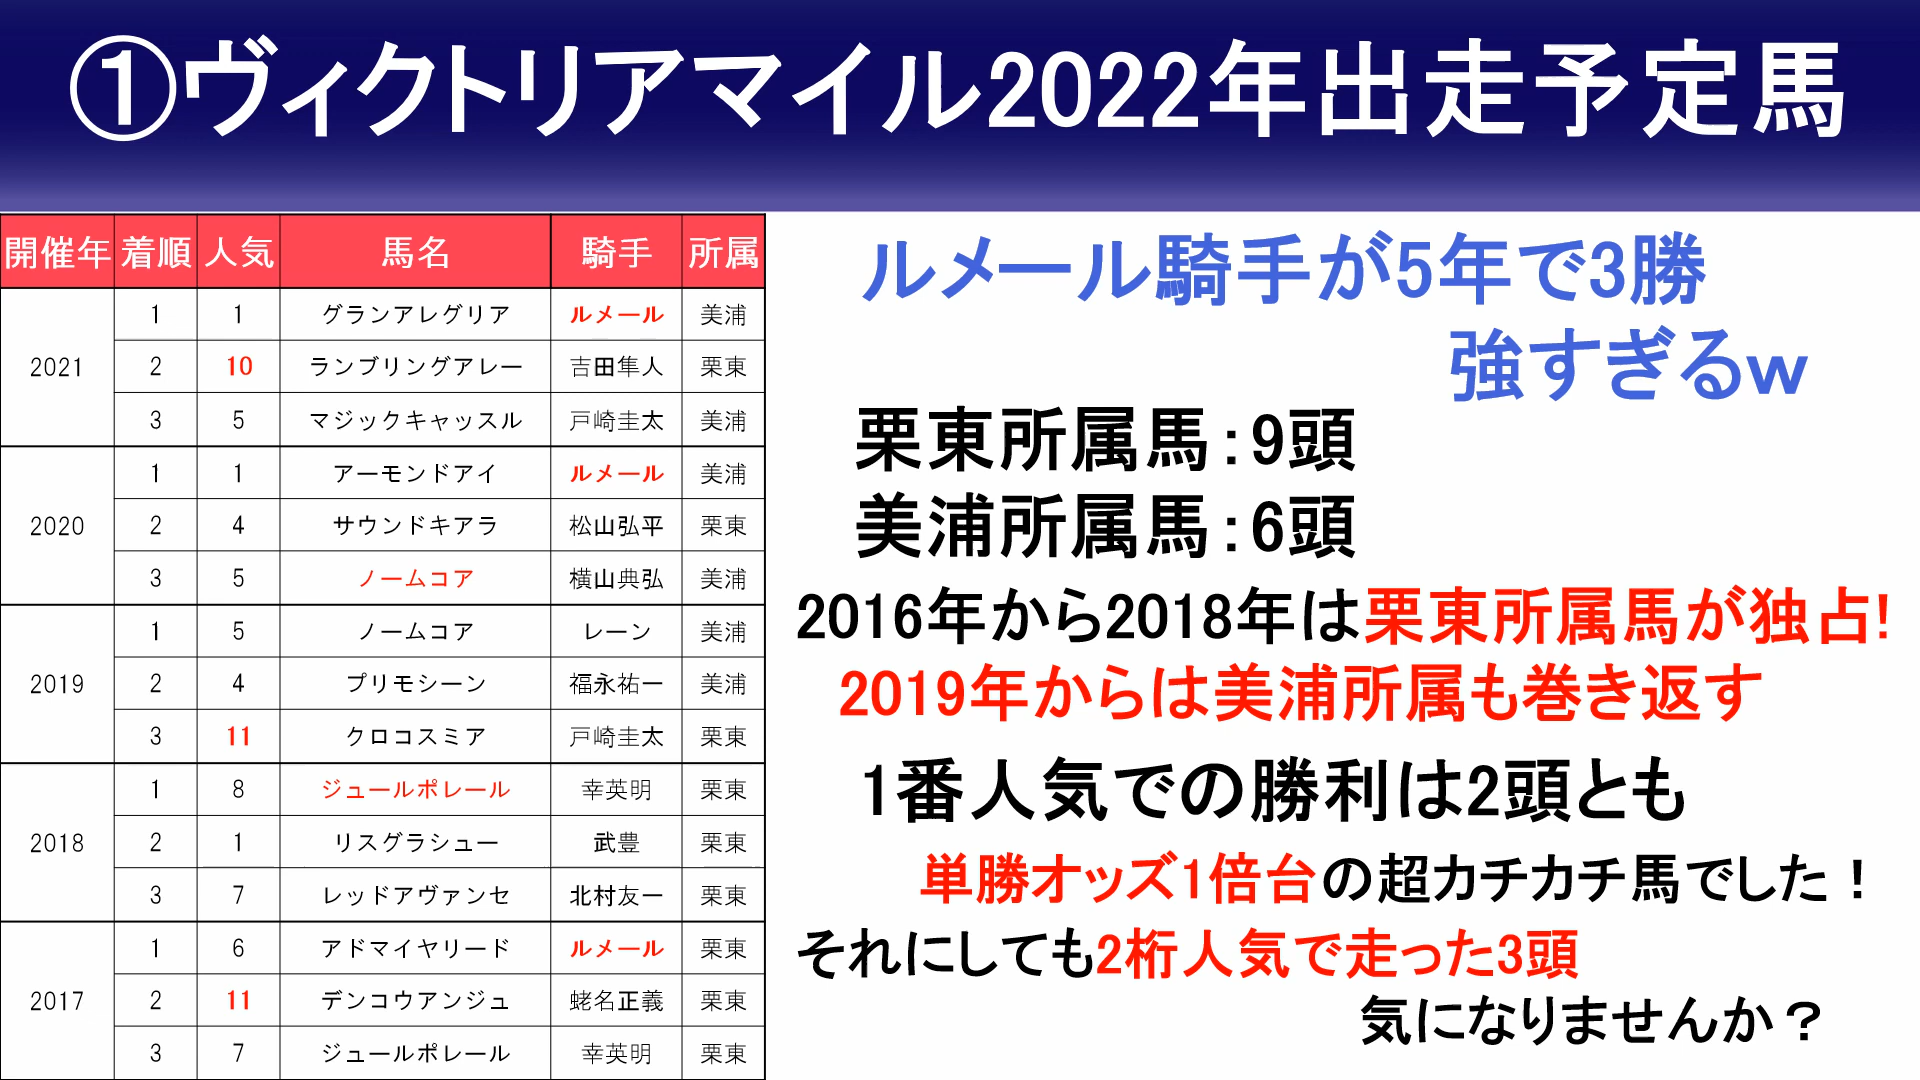 ①ヴィクトリアマイル2022年出走予定馬
開催年 着順 人気 馬名 騎手 所属
2021
1 1 グランアレグリア ルメール 美浦
2 10 ランブリングアレー 吉田隼人 栗東
3 5 マジックキャッスル 戸崎圭太 美浦
2020
1 1 アーモンドアイ ルメール 美浦
2 4 サウンドキアラ 松山弘平 栗東
3 5 ノームコア 横山典弘 美浦
2019
1 5 ノームコア レーン 美浦
2 4 プリモシーン 福永祐一 美浦
3 11 クロコスミア 戸崎圭太 栗東
2018
1 8 ジュールポレール 幸英明 栗東
2 1 リスグラシュー 武豊 栗東
3 7 レッドアヴァンセ 北村友一 栗東
2017
1 6 アドマイヤリード ルメール 栗東
2 11 デンコウアンジュ 蛯名正義 栗東
3 7 ジュールポレール 幸英明 栗東
ルメール騎手が5年で3勝
強すぎるw
栗東所属馬：9頭
美浦所属馬：6頭
2016年から2018年は栗東所属馬が独占!
2019年からは美浦所属も巻き返す
1番人気での勝利は2頭とも
単勝オッズ1倍台の超カチカチ馬でした！
それにしても2桁人気で走った3頭
気になりませんか？